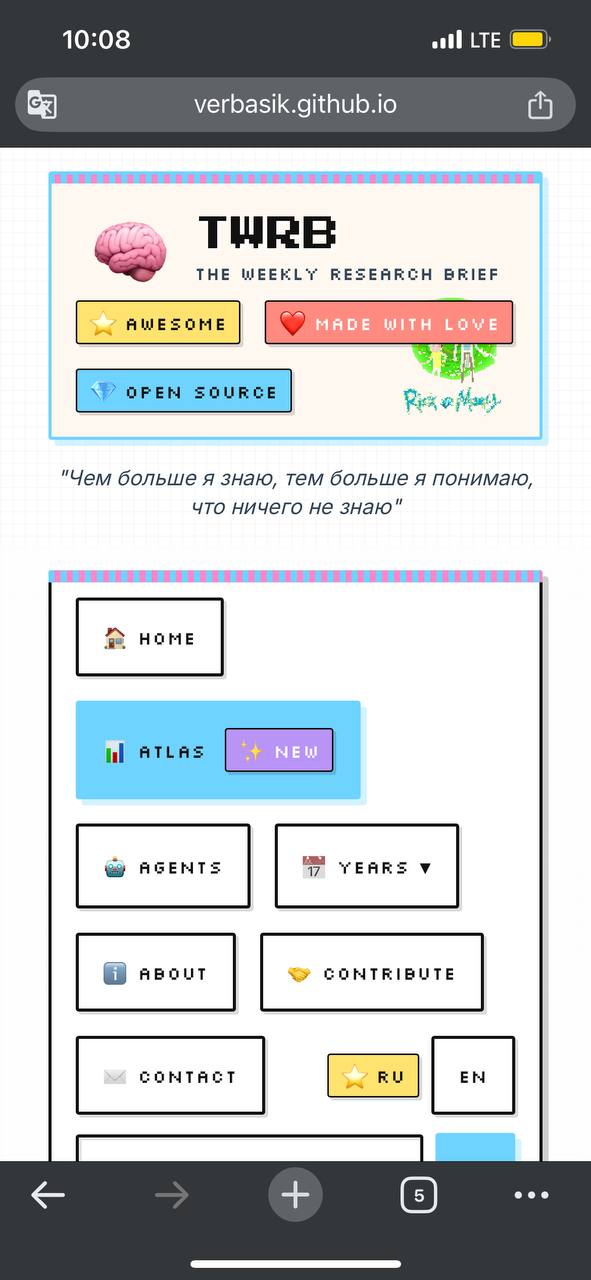 10:08
LTE
verbasik.github.io
TWRB
THE WEEKLY RESEARCH BRIEF
AWESOME
MADE WITH LOVE
OPEN SOURCE
Rick and Morty
"Чем больше я знаю, тем больше я понимаю,
что ничего не знаю"
HOME
ATLAS
NEW
AGENTS
17
YEARS ▼
ABOUT
CONTRIBUTE
CONTACT
RU
EN
5